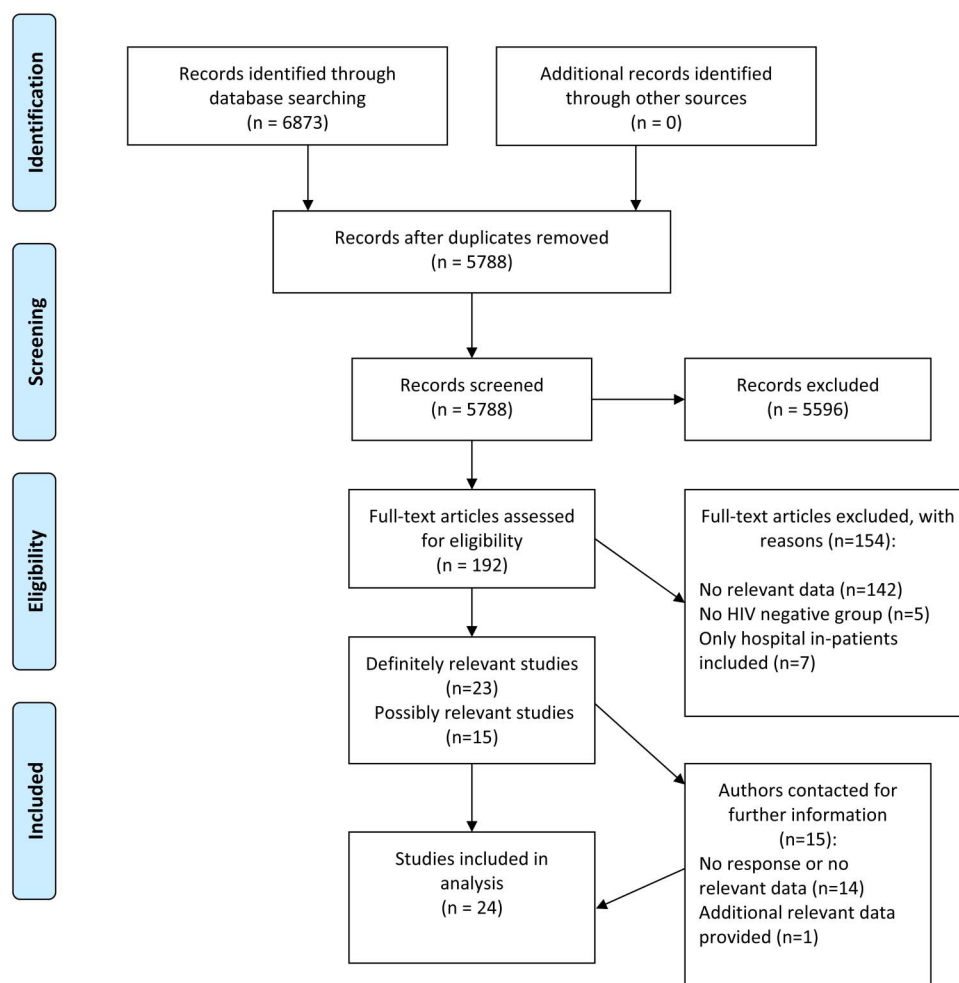 Identification
Records identified through
database searching
(n = 6873)
Additional records identified
through other sources
(n = 0)
Records after duplicates removed
(n = 5788)
Screening
Records screened
(n = 5788)
Records excluded
(n = 5596)
Eligibility
Full-text articles assessed
for eligibility
(n = 192)
Full-text articles excluded, with
reasons (n=154):
No relevant data (n=142)
No HIV negative group (n=5)
Only hospital in-patients
included (n=7)
Definitely relevant studies
(n=23)
Possibly relevant studies
(n=15)
Included
Authors contacted for
further information
(n=15):
No response or no
relevant data (n=14)
Additional relevant data
provided (n=1)
Studies included in
analysis
(n = 24)